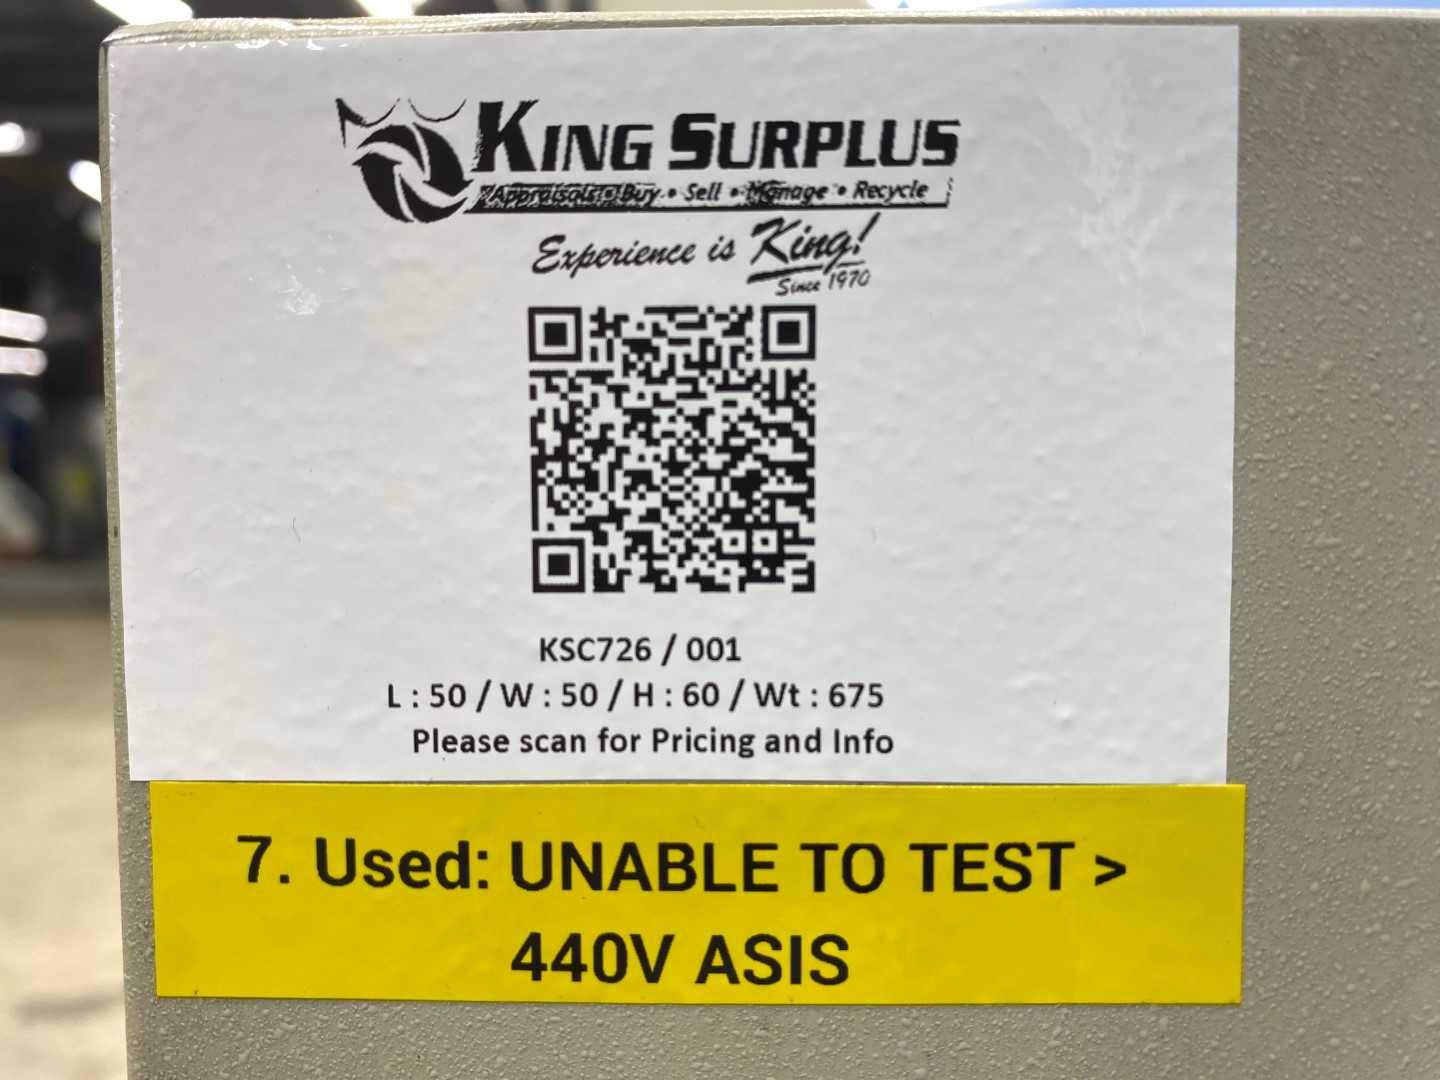 KING SURPLUS
Appraisals • Buy • Sell • Manage • Recycle
Experience is King!
Since 1970
KSC726 / 001
L : 50 / W : 50 / H : 60 / Wt : 675
Please scan for Pricing and Info
7. Used: UNABLE TO TEST >
440V ASIS